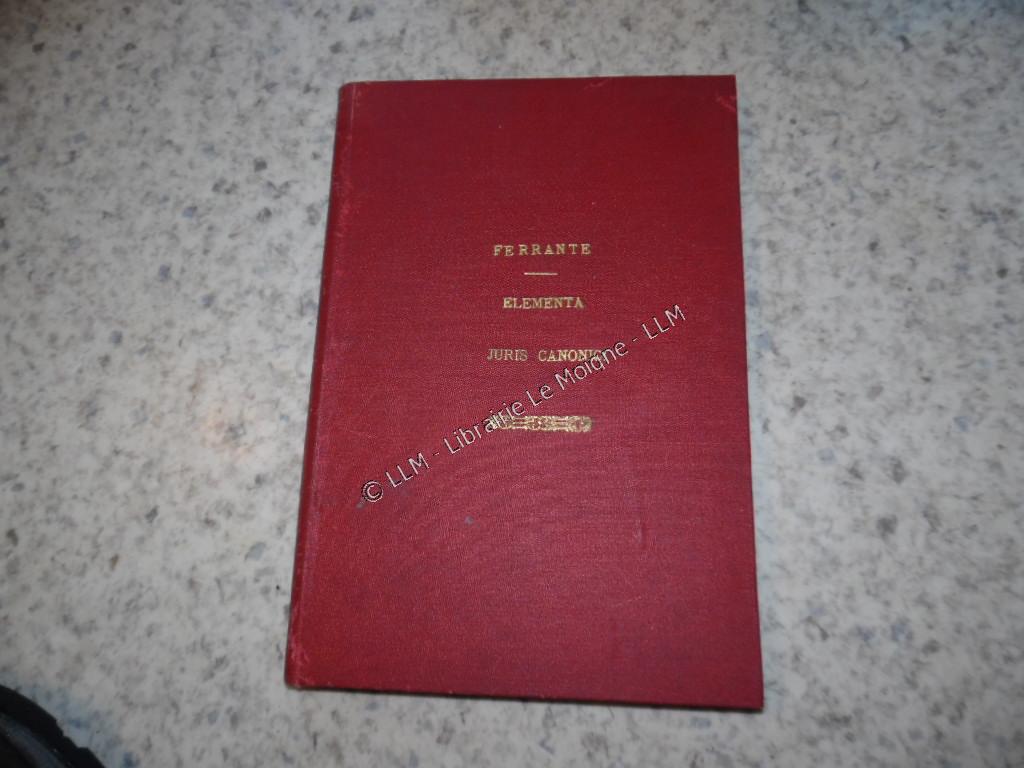 FERRANTE
ELEMENTA
JURIS CANONICI
© LLM - Librairie Le Moigne - LLM